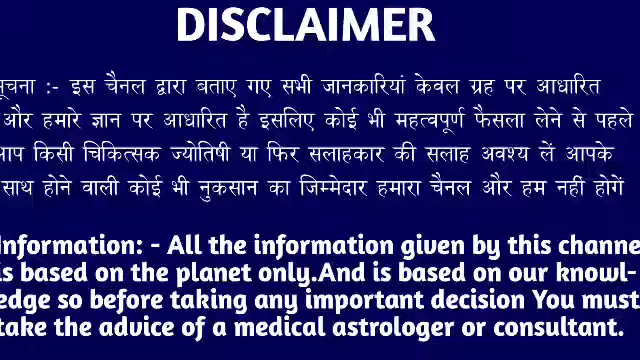 DISCLAIMER
सूचना :- इस चैनल द्वारा बताए गए सभी जानकारियां केवल ग्रह पर आधारित
और हमारे ज्ञान पर आधारित है इसलिए कोई भी महत्वपूर्ण फैसला लेने से पहले
आप किसी चिकित्सक ज्योतिषी या फिर सलाहकार की सलाह अवश्य लें आपके
साथ होने वाली कोई भी नुकसान का जिम्मेदार हमारा चैनल और हम नहीं होगें
Information: - All the information given by this channe
is based on the planet only.And is based on our knowl-
edge so before taking any important decision You must
take the advice of a medical astrologer or consultant.